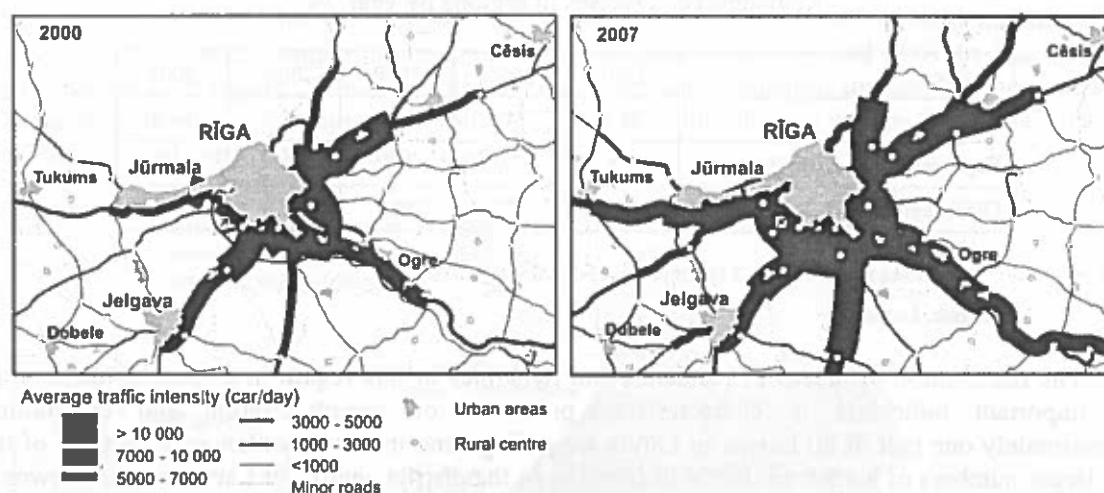 2000
Cēsis
RĪGA
Jūrmala
Tukums
Ogre
Jelgava
Dobele
2007
Cēsis
RĪGA
Jūrmala
Tukums
Ogre
Jelgava
Dobele
Average traffic intensity (car/day)
> 10 000
7000 - 10 000
5000 - 7000
3000 - 5000
1000 - 3000
<1000
Minor roads
Urban areas
Rural centre